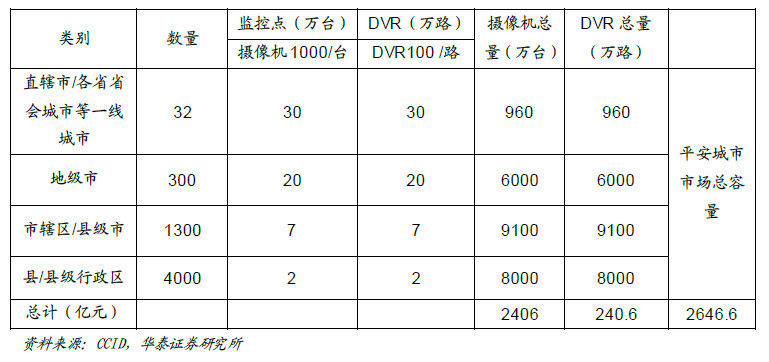 类别 数量 监控点（万台） DVR（万路） 摄像机总量（万台） DVR 总量（万路）
摄像机 1000/台 DVR100 /路
直辖市/各省省会城市等一线城市 32 30 30 960 960 平安城市市场总容量
地级市 300 20 20 6000 6000
市辖区/县级市 1300 7 7 9100 9100
县/县级行政区 4000 2 2 8000 8000
总计（亿元） 2406 240.6 2646.6
资料来源：CCID，华泰证券研究所